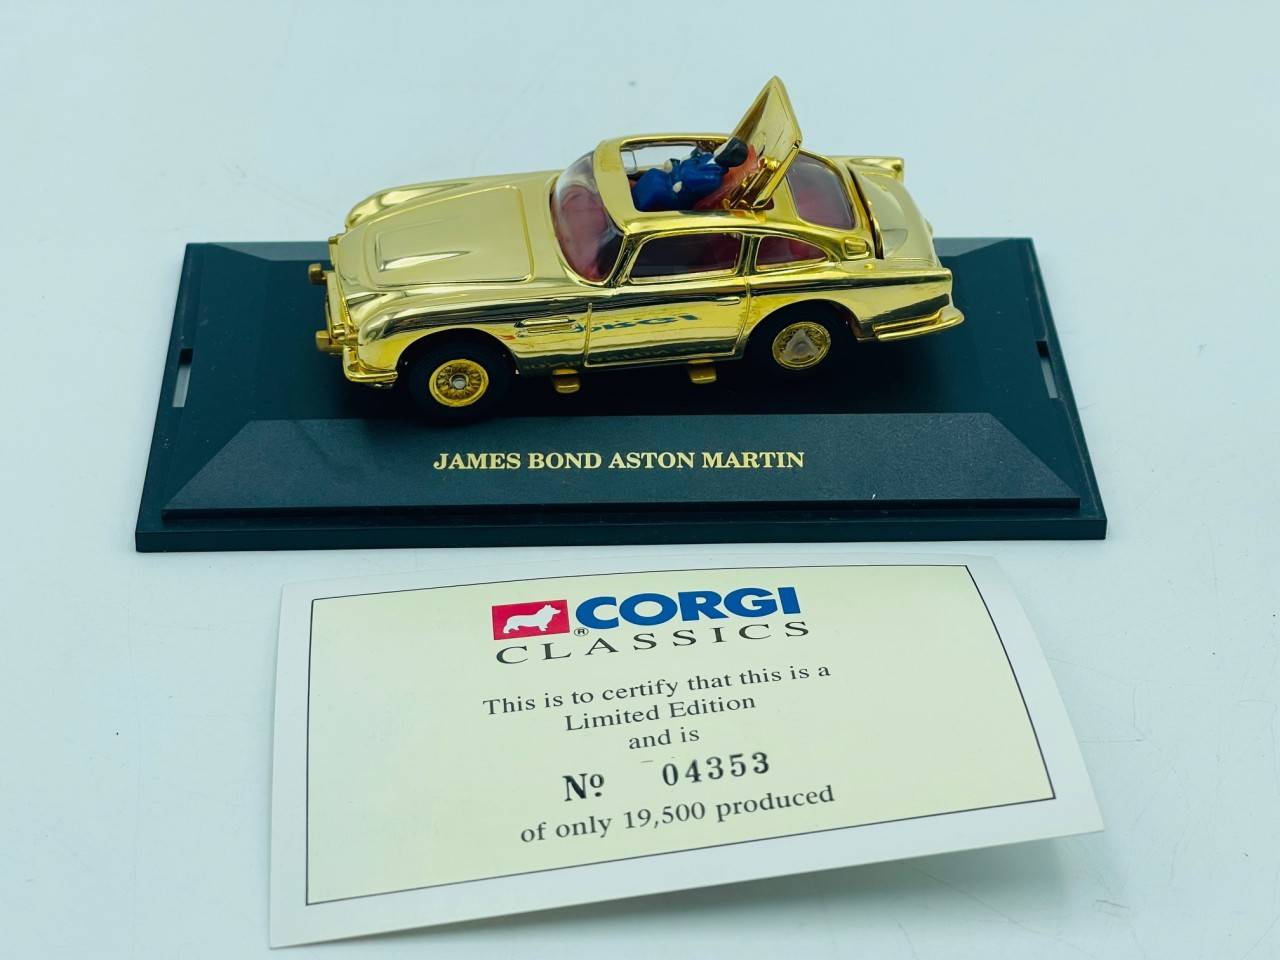 JAMES BOND ASTON MARTIN
CORGI
®
CLASSICS
This is to certify that this is a
Limited Edition
and is
Nº 04353
of only 19,500 produced